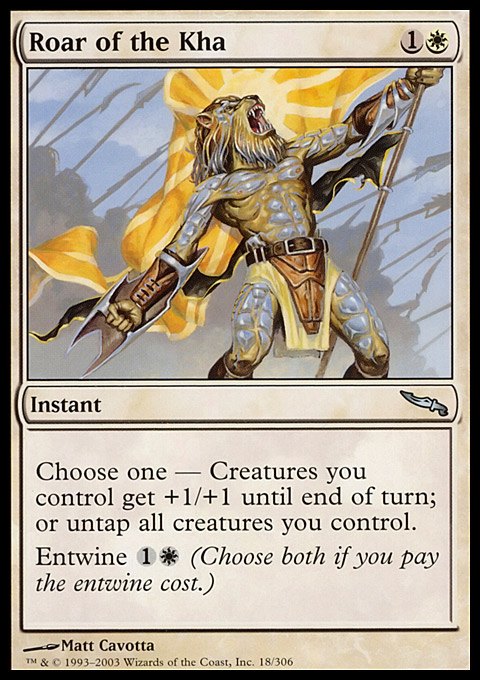 Roar of the Kha 1
Instant
Choose one — Creatures you
control get +1/+1 until end of turn;
or untap all creatures you control.
Entwine 1 (Choose both if you pay
the entwine cost.)
Matt Cavotta
™ & © 1993–2003 Wizards of the Coast, Inc. 18/306